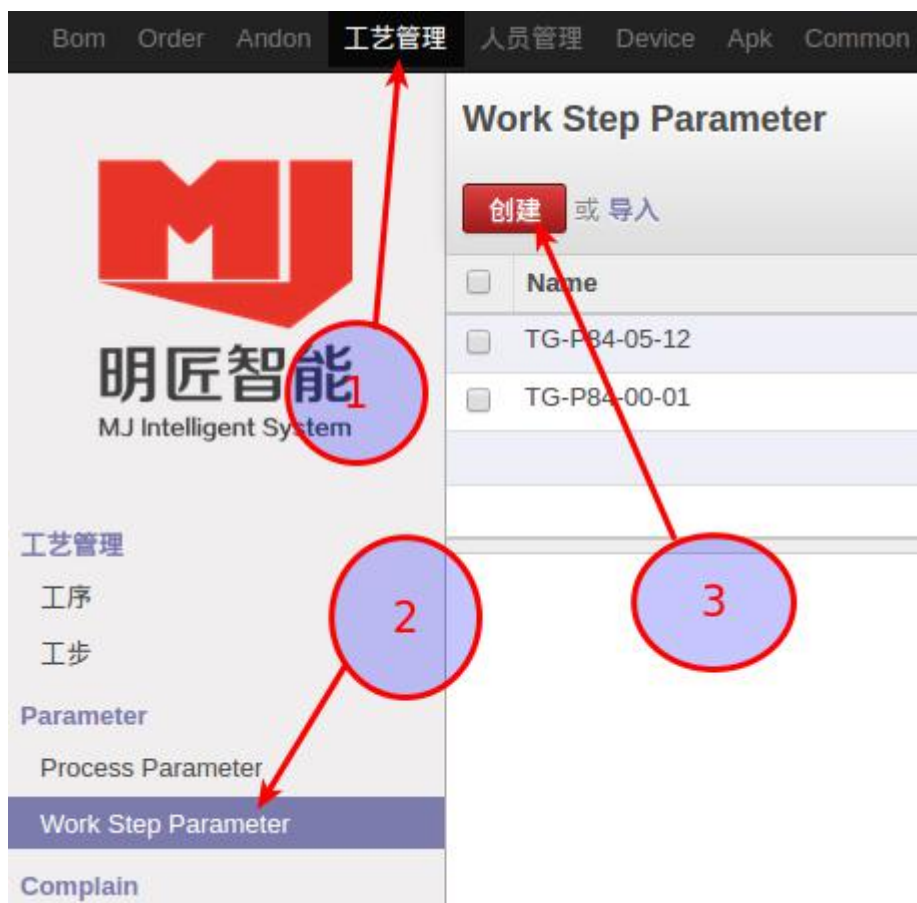 Bom Order Andon 工艺管理 人员管理 Device Apk Common
Work Step Parameter
创建 或 导入
Name
TG-P84-05-12
TG-P84-00-01
明匠智能
MJ Intelligent System
1
2
3
工艺管理
工序
工步
Parameter
Process Parameter
Work Step Parameter
Complain